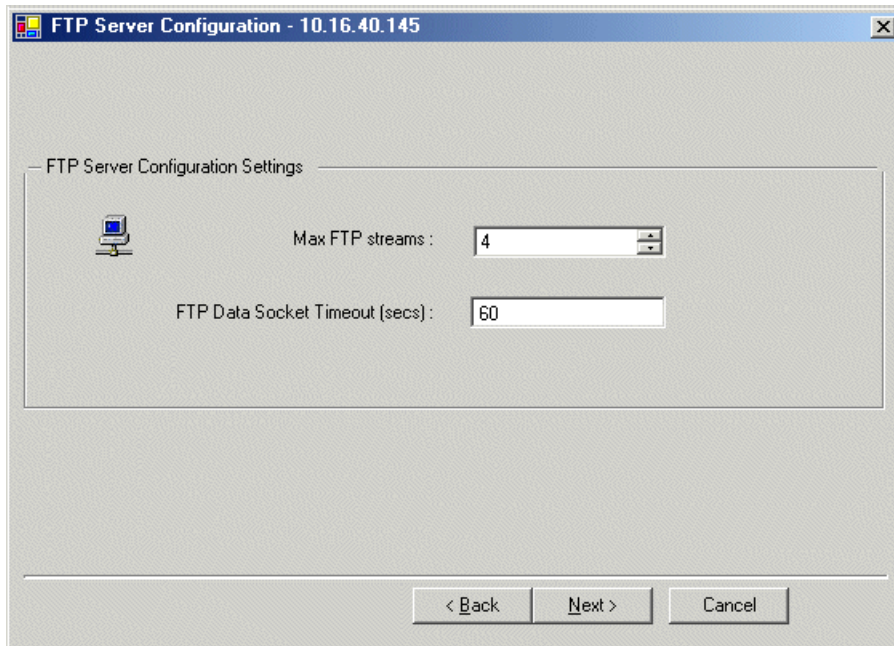 FTP Server Configuration - 10.16.40.145
FTP Server Configuration Settings
Max FTP streams : 4
FTP Data Socket Timeout (secs) : 60
< Back Next > Cancel